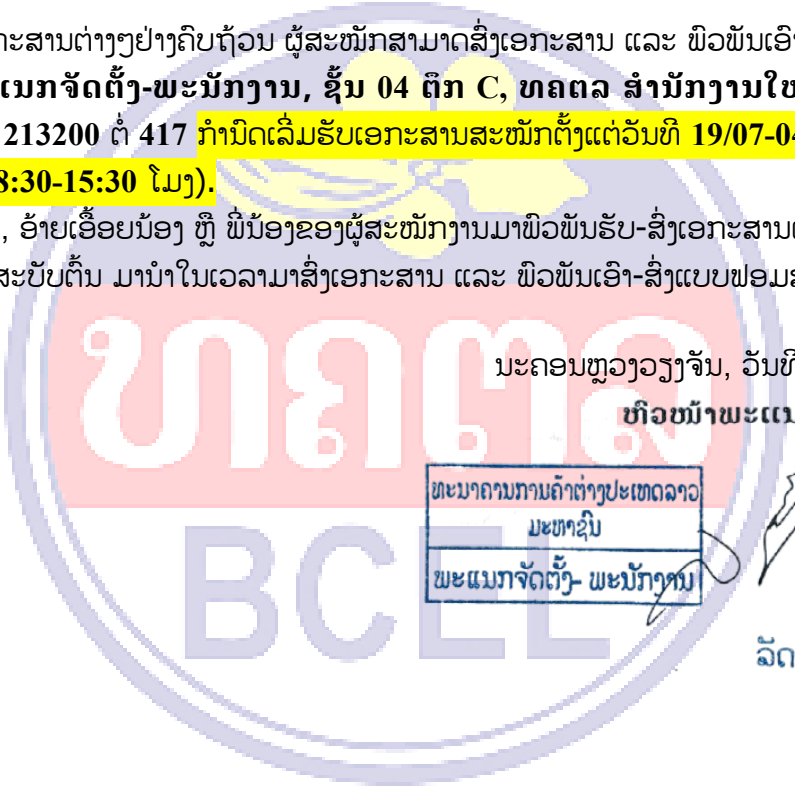 ກະສານຕ່າງໆຢ່າງຄົບຖ້ວນ ຜູ້ສະໝັກສາມາດສົ່ງເອກະສານ ແລະ ພົວພັນເອົາ
ແນກຈັດຕັ້ງ-ພະນັກງານ, ຊັ້ນ 04 ຕຶກ C, ທຄຕລ ສຳນັກງານໃຫ
213200 ຕໍ່ 417 ກຳນົດເລີ່ມຮັບເອກະສານສະໝັກຕັ້ງແຕ່ວັນທີ 19/07-04
8:30-15:30 ໂມງ).
, ອ້າຍເອື້ອຍນ້ອງ ຫຼື ພີ່ນ້ອງຂອງຜູ້ສະໝັກງານມາພົວພັນຮັບ-ສົ່ງເອກະສານ
ສະບັບຕົ້ນ ມານຳໃນເວລາມາສົ່ງເອກະສານ ແລະ ພົວພັນເອົາ-ສົ່ງແບບຟອມ
ທຄຕລ
ນະຄອນຫຼວງວຽງຈັນ, ວັນທີ
ຫົວໜ້າພະແນ
ທະນາຄານການຄ້າຕ່າງປະເທດລາວ
ມະຫາຊົນ
ພະແນກຈັດຕັ້ງ- ພະນັກງານ
BCEL